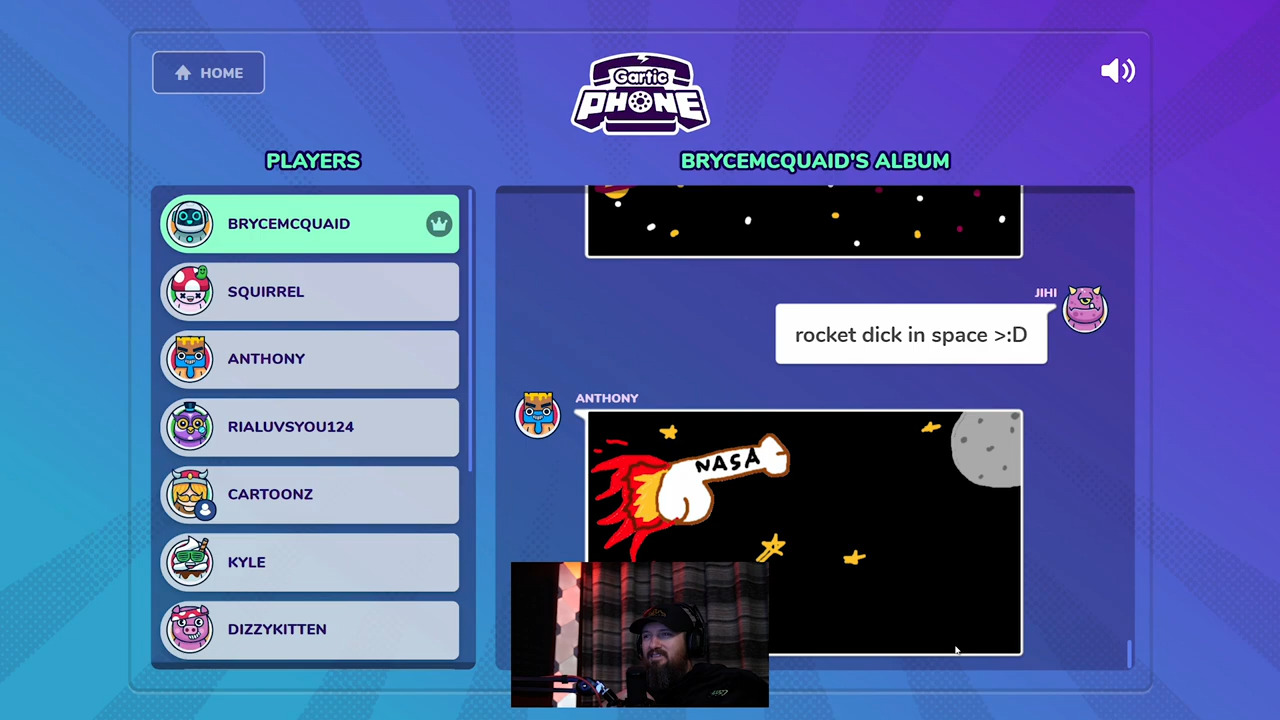 HOME
Gartic
PHONE
PLAYERS
BRYCEMCQUAID'S ALBUM
BRYCEMCQUAID
SQUIRREL
ANTHONY
RIALUVSYOU124
CARTOONZ
KYLE
DIZZYKITTEN
JIHI
rocket dick in space >:D
ANTHONY
NASA